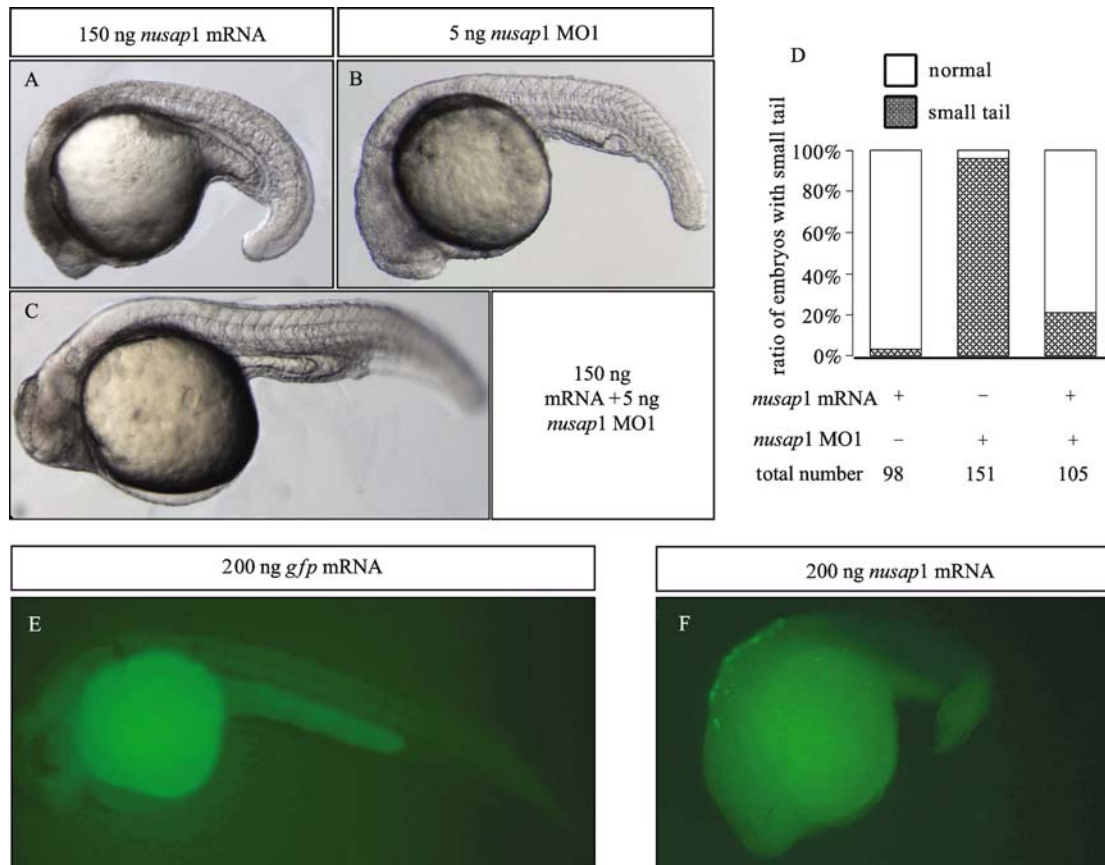 150 ng nusap1 mRNA
5 ng nusap1 MO1
A
B
C
150 ng
mRNA + 5 ng
nusap1 MO1
D
normal
small tail
ratio of embryos with small tail
100%
80%
60%
40%
20%
0%
nusap1 mRNA + − +
nusap1 MO1 − + +
total number 98 151 105
200 ng gfp mRNA
200 ng nusap1 mRNA
E
F